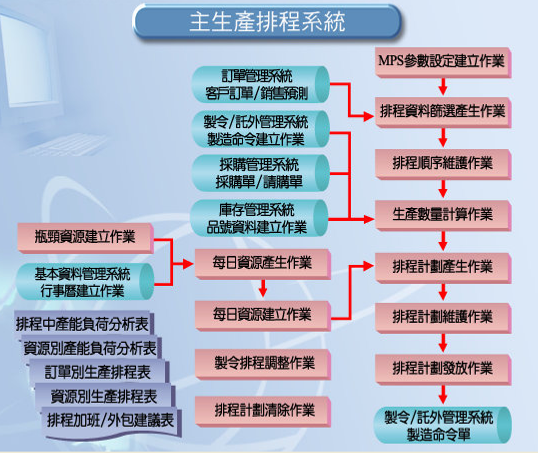 主生產排程系統
MPS參數設定建立作業
訂單管理系統
客戶訂單/銷售預測
排程資料篩選產生作業
製令/託外管理系統
製造命令建立作業
採購管理系統
採購單/請購單
排程順序維護作業
庫存管理系統
品號資料建立作業
生產數量計算作業
瓶頸資源建立作業
基本資料管理系統
行事曆建立作業
每日資源產生作業
排程計劃產生作業
每日資源建立作業
排程計劃維護作業
排程中產能負荷分析表
資源別產能負荷分析表
訂單別生產排程表
資源別生產排程表
排程加班/外包建議表
製令排程調整作業
排程計劃清除作業
排程計劃發放作業
製令/託外管理系統
製造命令單